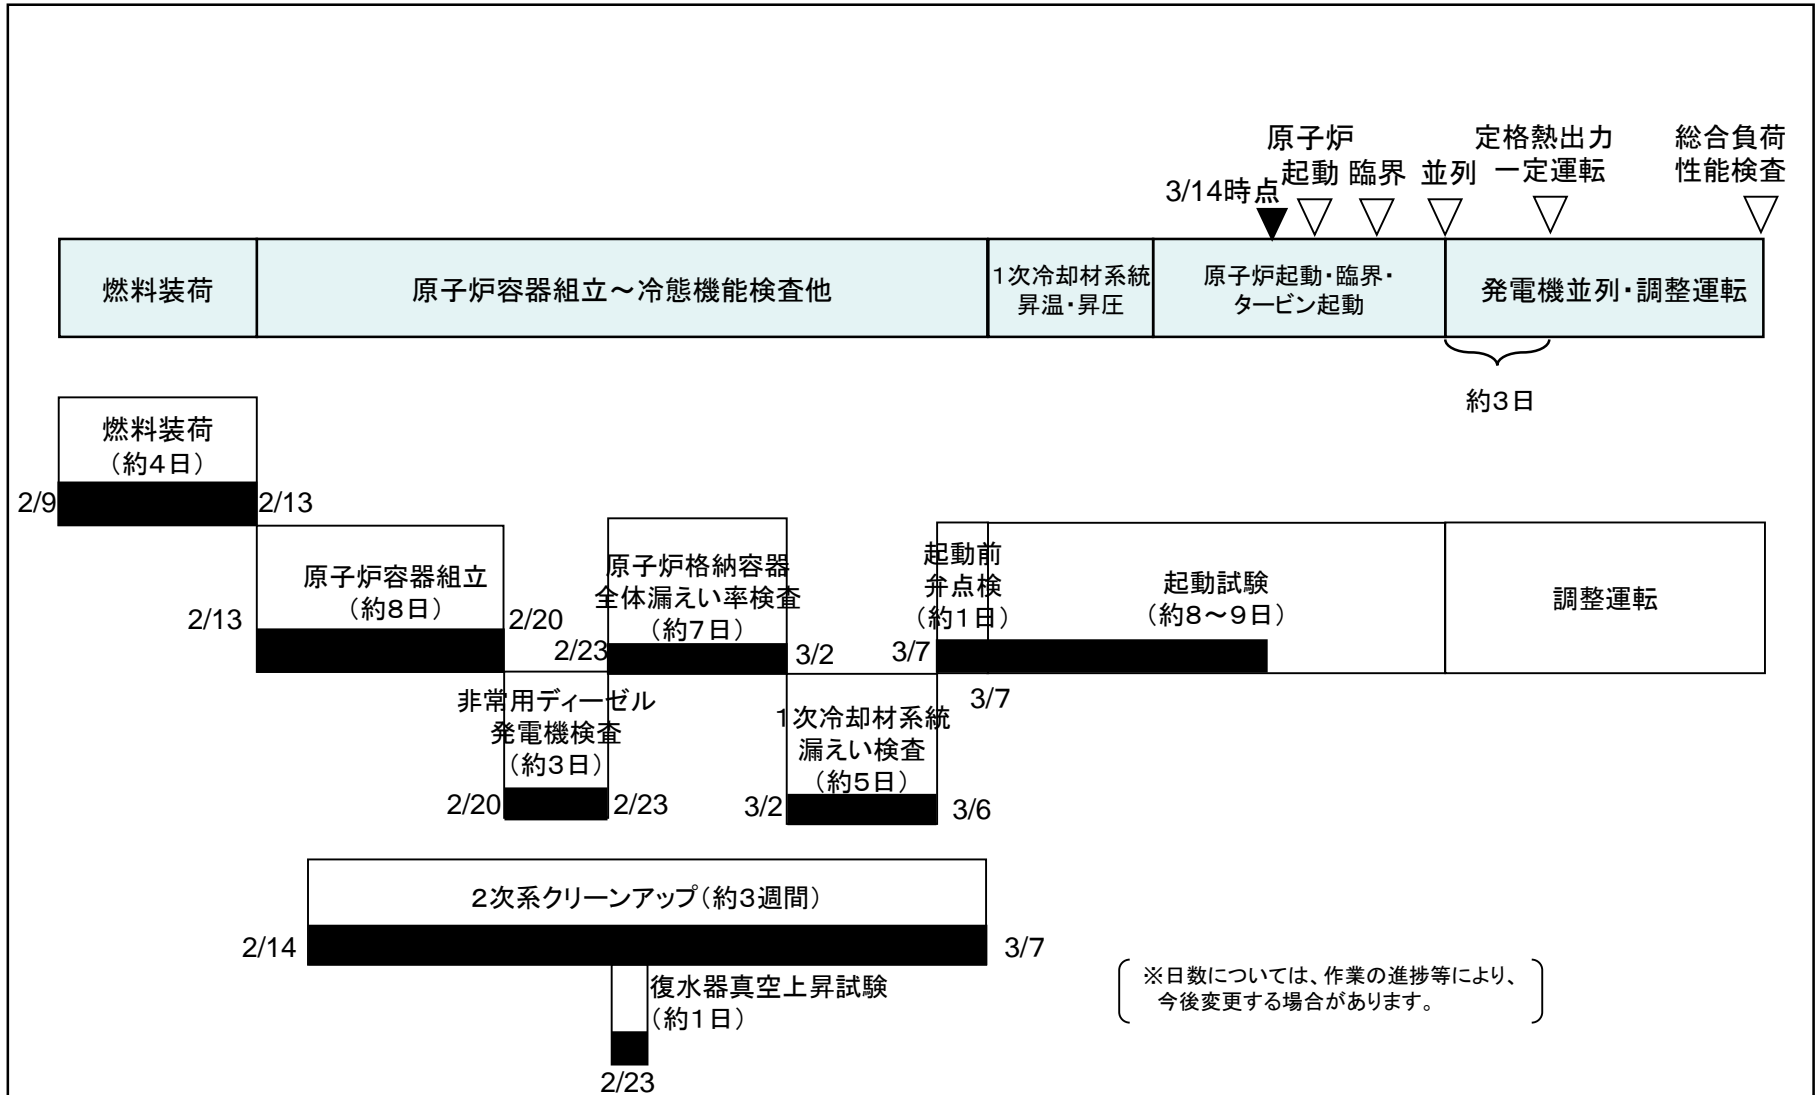 原子炉
起動
臨界
並列
定格熱出力
一定運転
総合負荷
性能検査
3/14時点
燃料装荷
原子炉容器組立～冷態機能検査他
１次冷却材系統
昇温・昇圧
原子炉起動・臨界・
タービン起動
発電機並列・調整運転
約３日
燃料装荷
（約４日）
2/9
2/13
原子炉容器組立
（約８日）
2/13
2/20
非常用ディーゼル
発電機検査
（約３日）
2/20
2/23
原子炉格納容器
全体漏えい率検査
（約７日）
2/23
3/2
１次冷却材系統
漏えい検査
（約５日）
3/2
3/6
起動前
弁点検
（約１日）
3/7
3/7
起動試験
（約８～９日）
調整運転
２次系クリーンアップ（約３週間）
2/14
3/7
復水器真空上昇試験
（約１日）
2/23
※日数については、作業の進捗等により、
今後変更する場合があります。